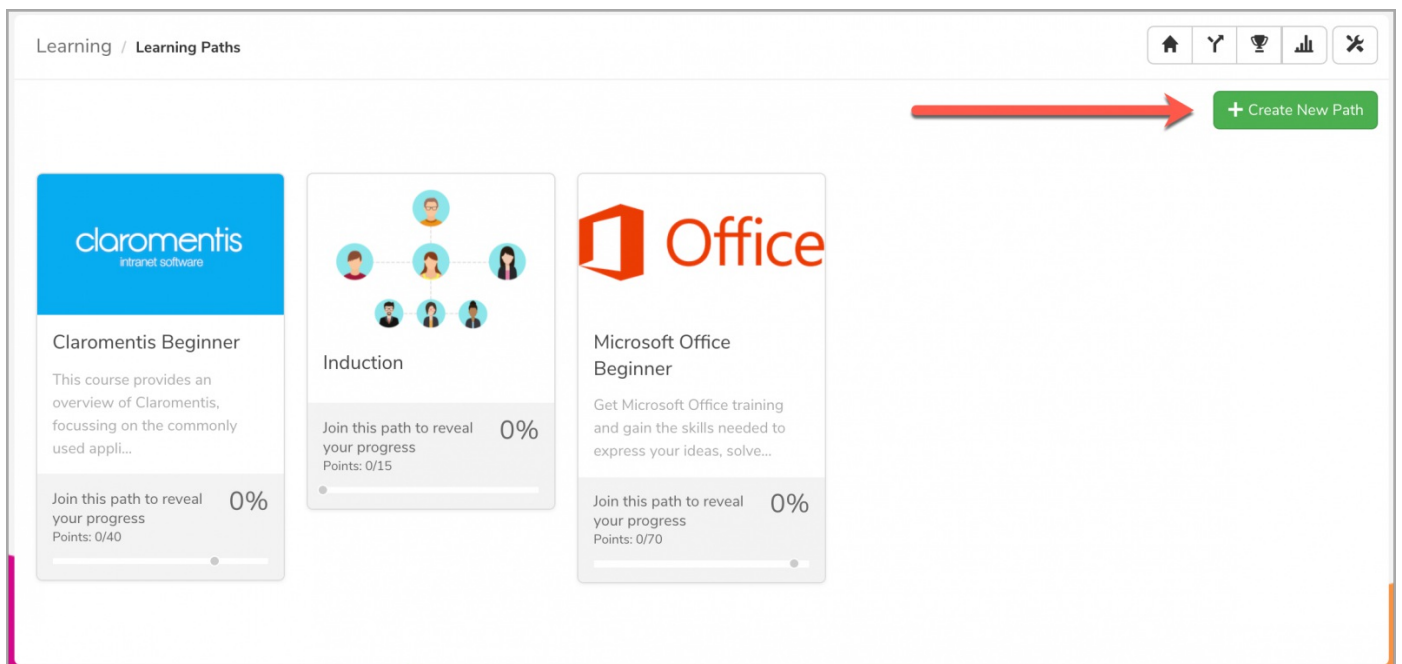 Learning / Learning Paths
+ Create New Path
claromentis
intranet software
Claromentis Beginner
This course provides an
overview of Claromentis,
focussing on the commonly
used appli...
Join this path to reveal
your progress
0%
Points: 0/40
Induction
Join this path to reveal
your progress
0%
Points: 0/15
Office
Microsoft Office
Beginner
Get Microsoft Office training
and gain the skills needed to
express your ideas, solve...
Join this path to reveal
your progress
0%
Points: 0/70